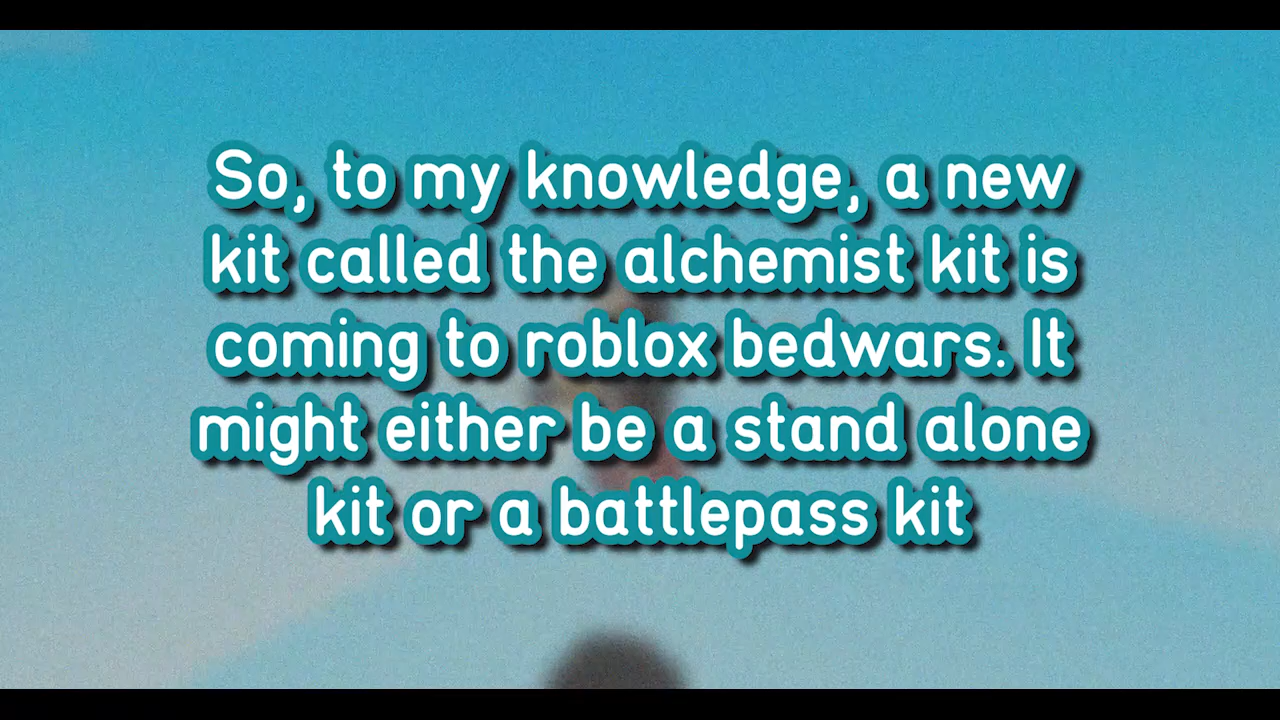 So, to my knowledge, a new
kit called the alchemist kit is
coming to roblox bedwars. It
might either be a stand alone
kit or a battlepass kit